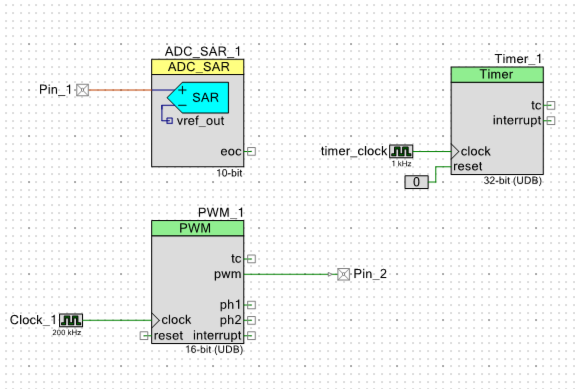 ADC_SAR_1
ADC_SAR
Pin_1
+
SAR
-
vref_out
eoc
10-bit
Timer_1
Timer
tc
interrupt
timer_clock
clock
1 kHz
reset
0
32-bit (UDB)
PWM_1
PWM
tc
pwm
Pin_2
ph1
Clock_1
clock
ph2
200 kHz
reset
interrupt
16-bit (UDB)